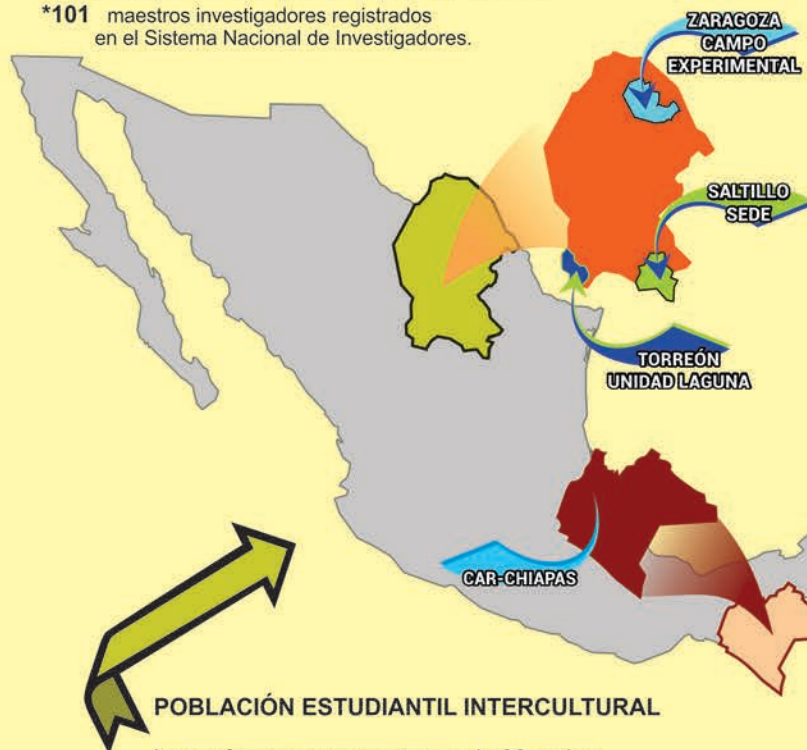 *101 maestros investigadores registrados
en el Sistema Nacional de Investigadores.
ZARAGOZA
CAMPO
EXPERIMENTAL
SALTILLO
SEDE
TORREÓN
UNIDAD LAGUNA
CAR-CHIAPAS
POBLACIÓN ESTUDIANTIL INTERCULTURAL